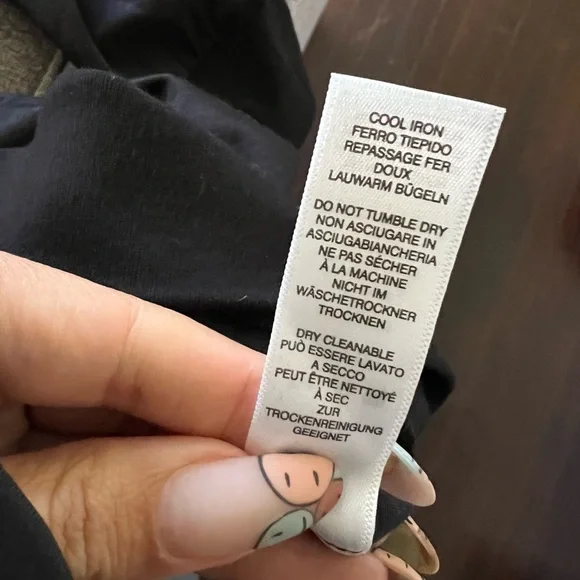 COOL IRON
FERRO TIEPIDO
REPASSAGE FER
DOUX
LAUWARM BÜGELN
DO NOT TUMBLE DRY
NON ASCIUGARE IN
ASCIUGABIANCHERIA
NE PAS SÉCHER
À LA MACHINE
NICHT IM
WÄSCHETROCKNER
TROCKNEN
DRY CLEANABLE
PUÒ ESSERE LAVATO
A SECCO
PEUT ÊTRE NETTOYÉ
À SEC
ZUR
TROCKENREINIGUNG
GEEIGNET